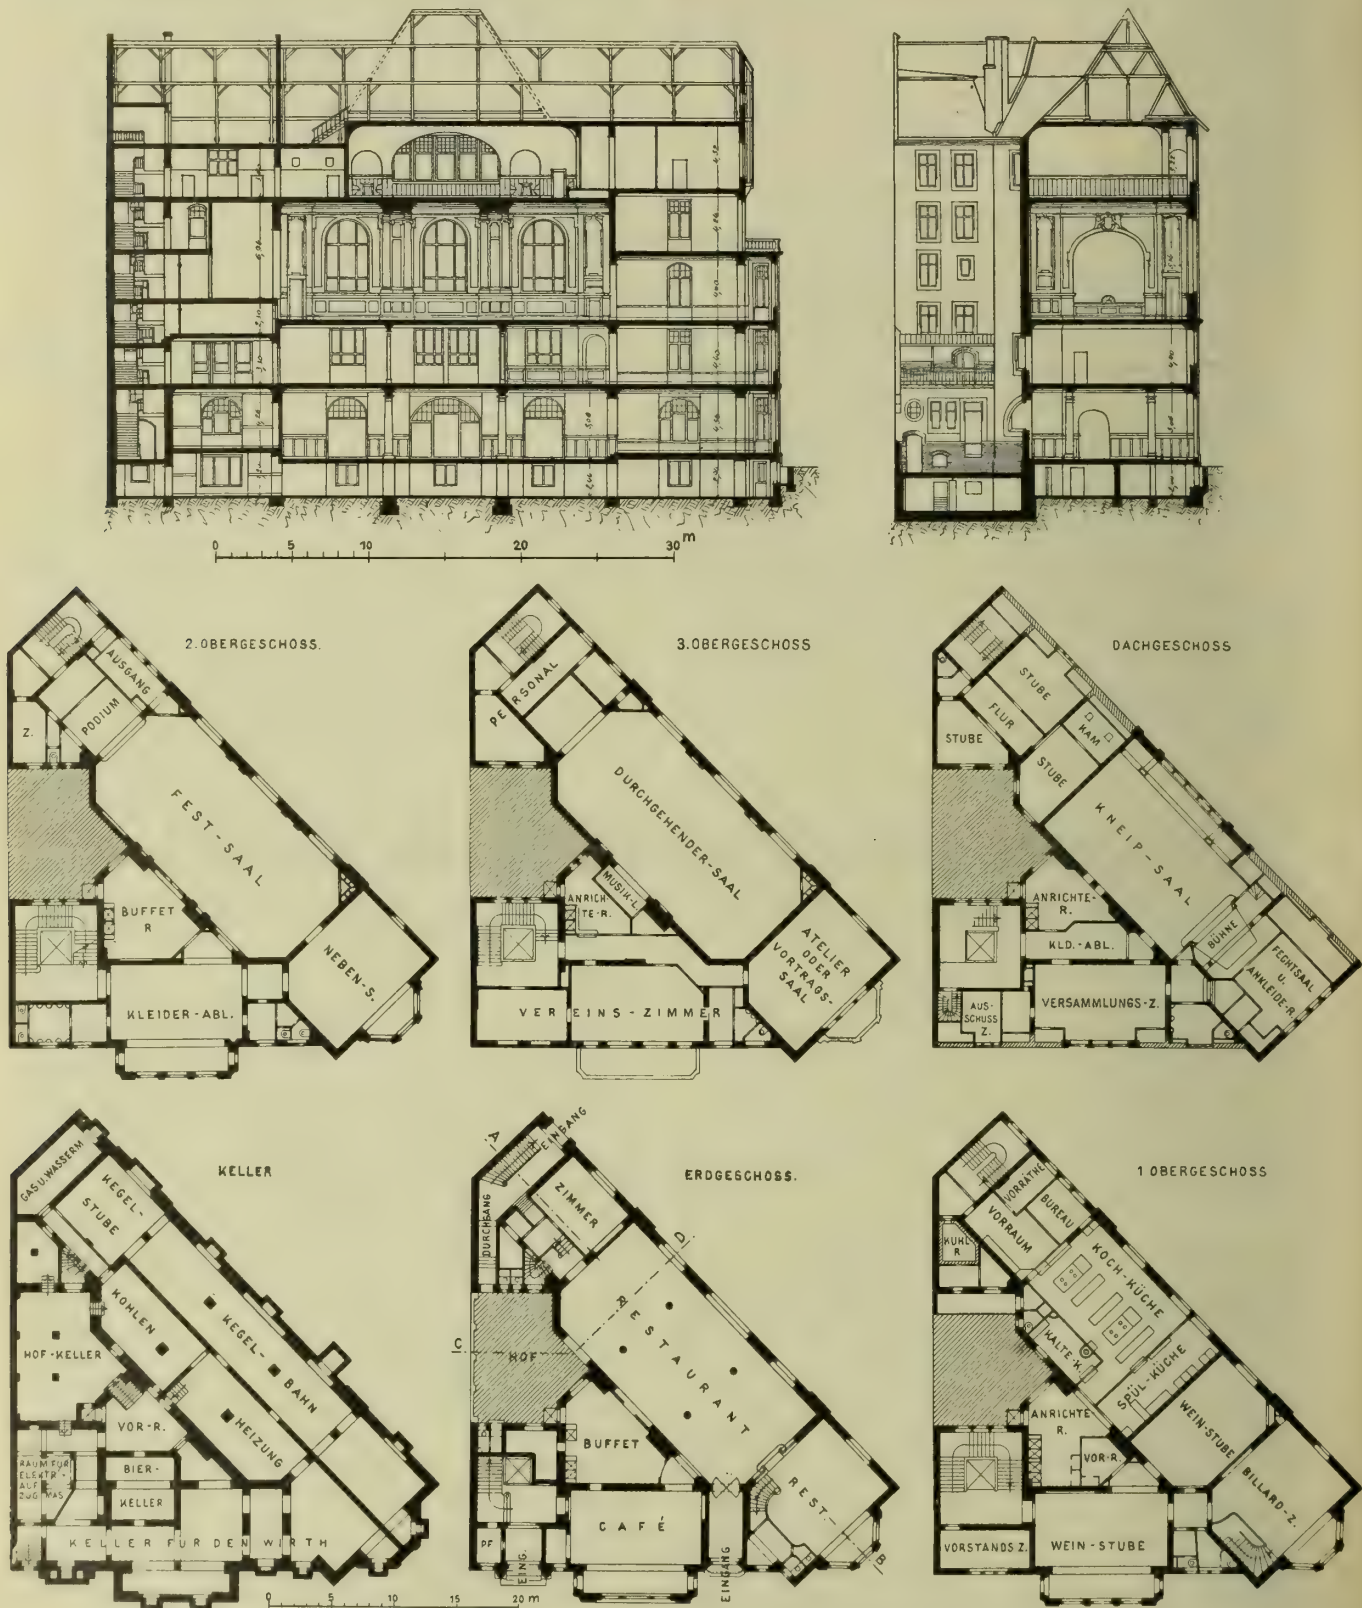 0 5 10 20 30 m
2. OBERGESCHOSS.
AUSGANG
PODIUM
Z.
FEST-SAAL
BUFFET
R
NEBEN-S.
KLEIDER-ABL.
3. OBERGESCHOSS
PERSONAL
DURCHGEHENDER-SAAL
MUSIK-L.
ANRICH-
TE-R.
ATELIER
ODER
VORTRAGS-
SAAL
VEREINS-ZIMMER
DACHGESCHOSS
STUBE
FLUR
KAM
STUBE
STUBE
KNEIP-SAAL
ANRICHTE-
R.
BÜHNE
KLD.-ABL.
FECHTSAAL
U.
ANKLEIDE-R.
AUS-
SCHUSS
Z.
VERSAMMLUNGS-Z.
KELLER
GAS U. WASSERM
KEGEL-
STUBE
KOHLEN
KEGEL-
BAHN
HOF-KELLER
HEIZUNG
VOR-R.
RAUM FÜR
ELEKTR.-
AUF
ZUG MAS
BIER-
KELLER
KELLER FÜR DEN WIRTH
0 5 10 15 20 m
ERDGESCHOSS.
A
EINGANG
DURCHGANG
ZIMMER
D
C
HOF
RESTAURANT
BUFFET
REST.-
CAFÉ
PF
EING.
EINGANG
B
1 OBERGESCHOSS
VORRÄTHE
BUREAU
VORRAUM
KÜHL-
R
KOCH-KÜCHE
KALTE-K.
SPÜL-KÜCHE
ANRICHTE-
R.
VOR-R.
WEIN-STUBE
BILLARD-Z.
VORSTANDS Z.
WEIN-STUBE